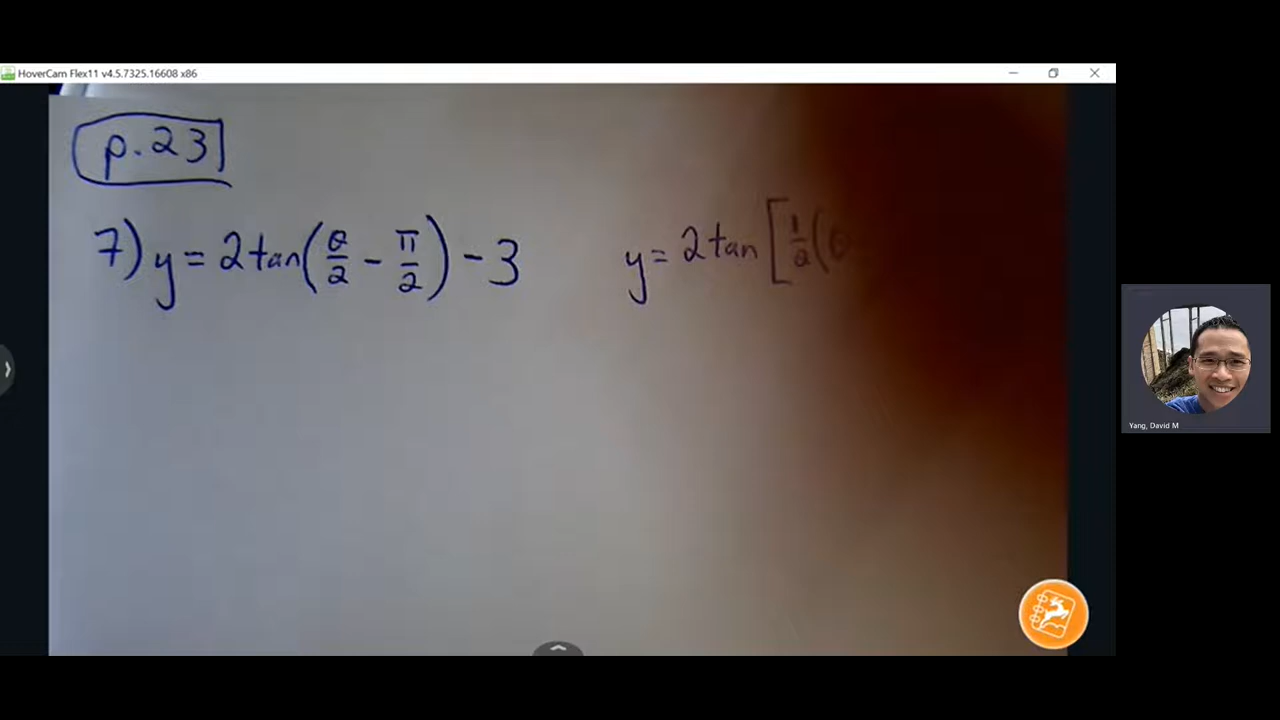 HoverCam Flex11 v4.5.7325.16608 x86
p.23
7) y = 2tan(θ/2 - π/2) - 3 y = 2tan[1/2(θ
Yang, David M